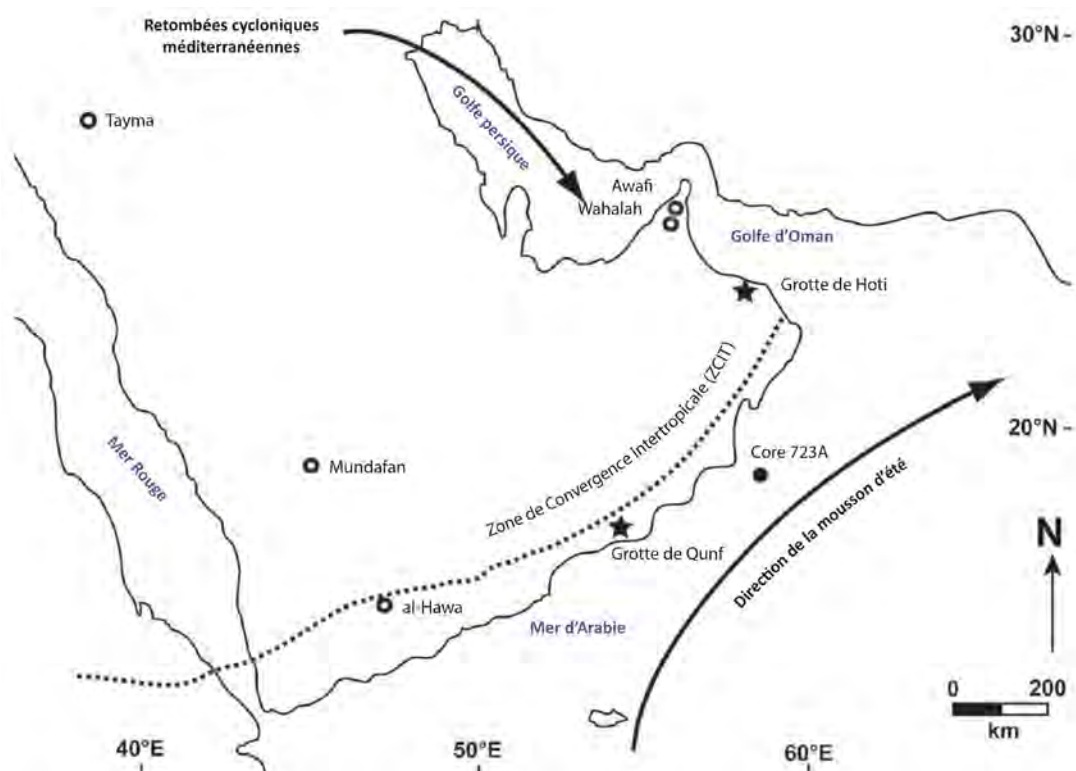 Retombées cycloniques
méditerranéennes
30°N
Tayma
Golfe persique
Awafi
Wahalah
Golfe d'Oman
Grotte de Hoti
Zone de Convergence Intertropicale (ZCIT)
20°N
Core 723A
Mer Rouge
Mundafan
Direction de la mousson d'été
Grotte de Qunf
N
al-Hawa
Mer d'Arabie
0 200
km
40°E
50°E
60°E